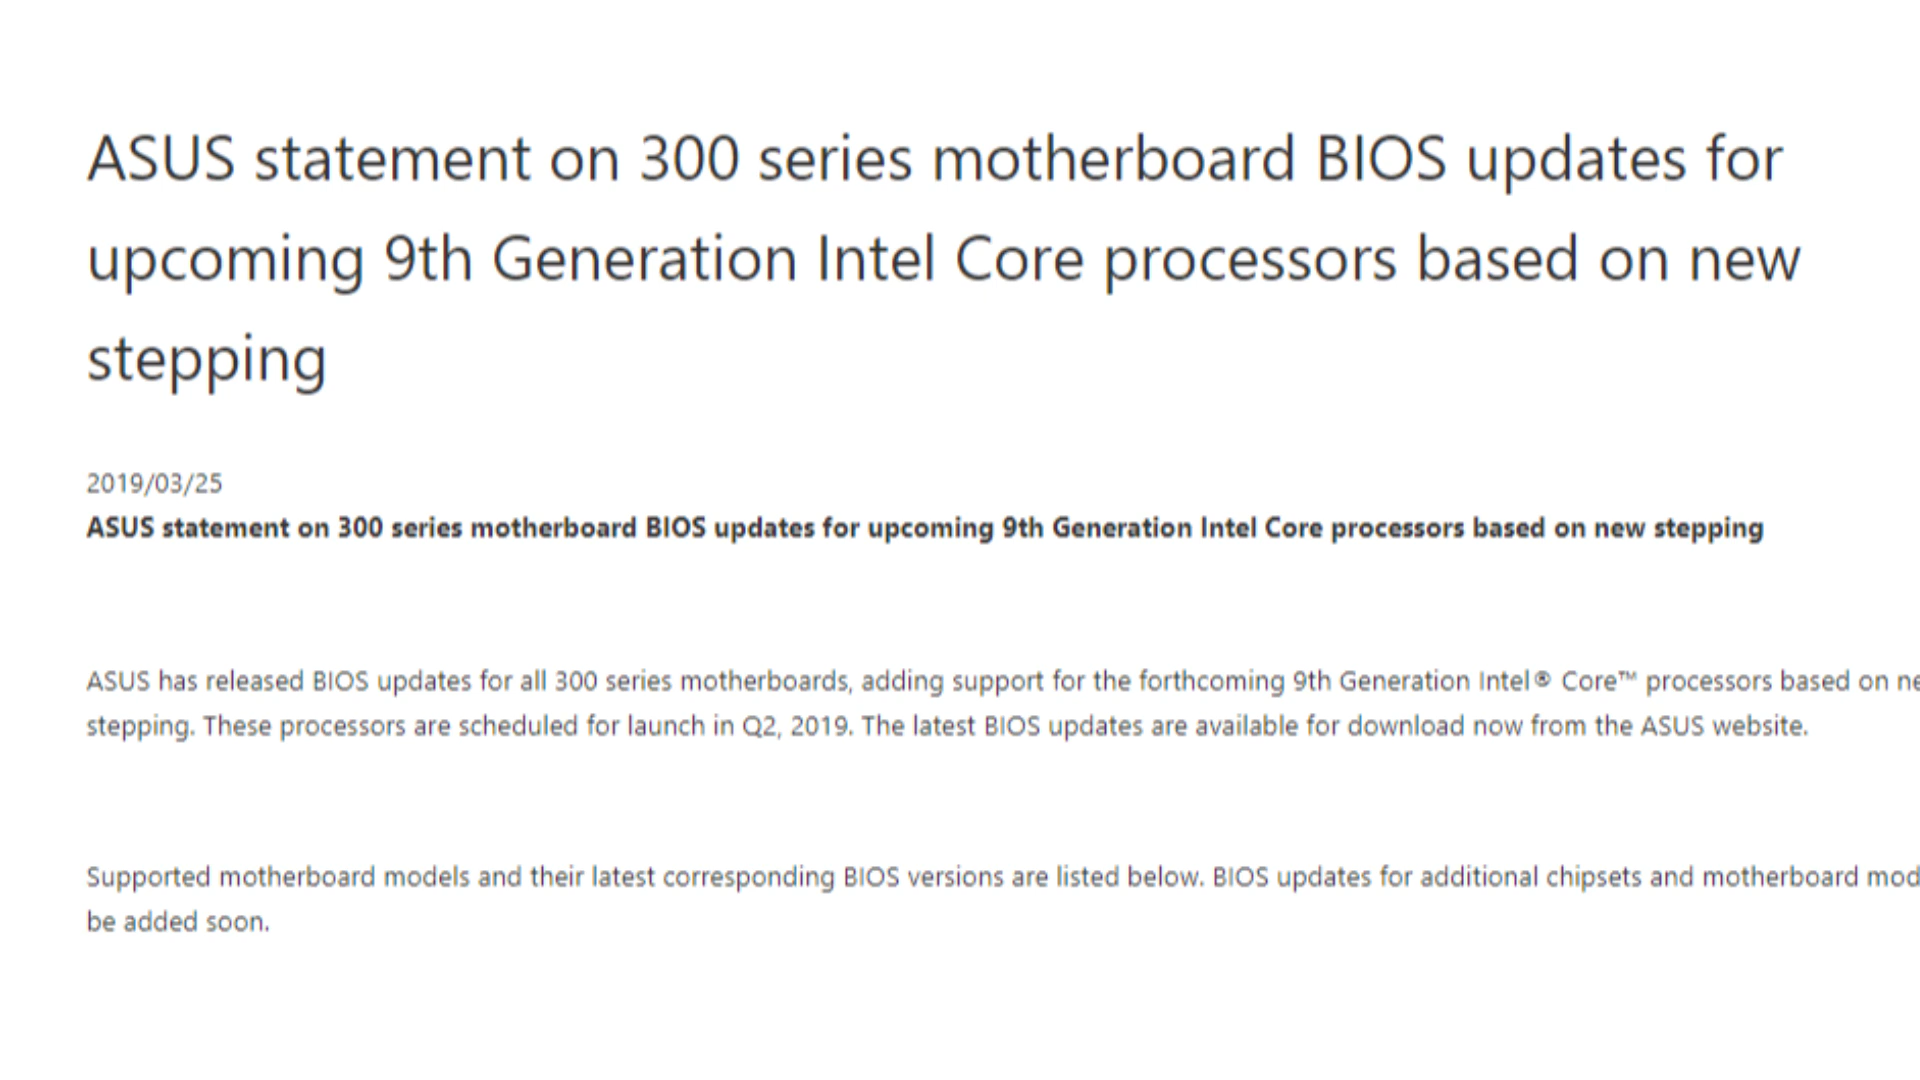 ASUS statement on 300 series motherboard BIOS updates for
upcoming 9th Generation Intel Core processors based on new
stepping
2019/03/25
ASUS statement on 300 series motherboard BIOS updates for upcoming 9th Generation Intel Core processors based on new stepping
ASUS has released BIOS updates for all 300 series motherboards, adding support for the forthcoming 9th Generation Intel® Core™ processors based on
stepping. These processors are scheduled for launch in Q2, 2019. The latest BIOS updates are available for download now from the ASUS website.
Supported motherboard models and their latest corresponding BIOS versions are listed below. BIOS updates for additional chipsets and motherboard
be added soon.